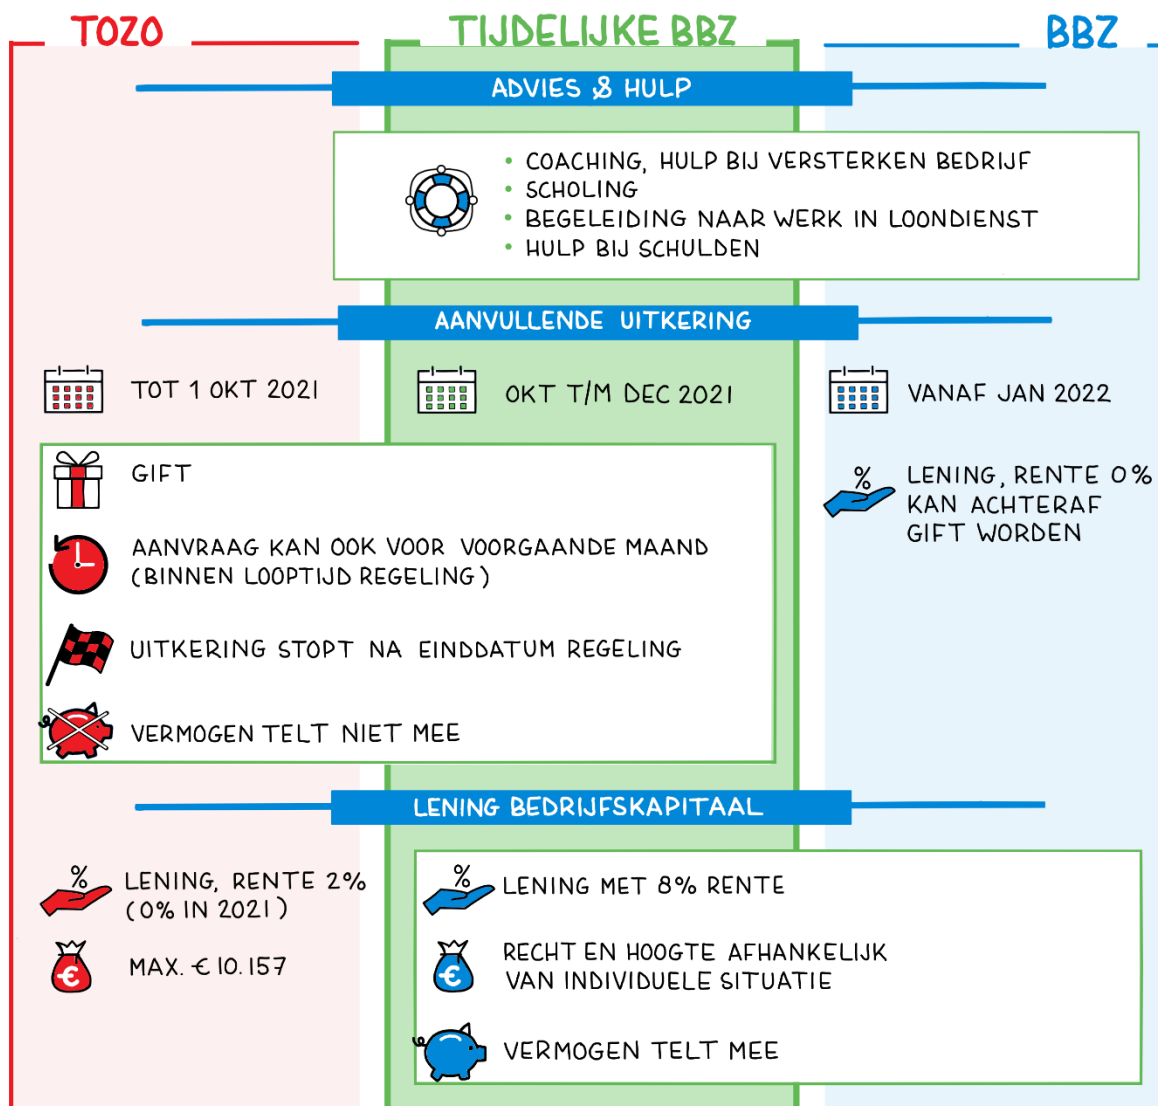 TOZO
TIJDELIJKE BBZ
BBZ
ADVIES & HULP
• COACHING, HULP BIJ VERSTERKEN BEDRIJF
• SCHOLING
• BEGELEIDING NAAR WERK IN LOONDIENST
• HULP BIJ SCHULDEN
AANVULLENDE UITKERING
TOT 1 OKT 2021
OKT T/M DEC 2021
VANAF JAN 2022
GIFT
AANVRAAG KAN OOK VOOR VOORGAANDE MAAND
(BINNEN LOOPTIJD REGELING)
UITKERING STOPT NA EINDDATUM REGELING
VERMOGEN TELT NIET MEE
%
LENING, RENTE 0%
KAN ACHTERAF
GIFT WORDEN
LENING BEDRIJFSKAPITAAL
%
LENING, RENTE 2%
(0% IN 2021)
€
MAX. € 10.157
%
LENING MET 8% RENTE
€
RECHT EN HOOGTE AFHANKELIJK
VAN INDIVIDUELE SITUATIE
VERMOGEN TELT MEE